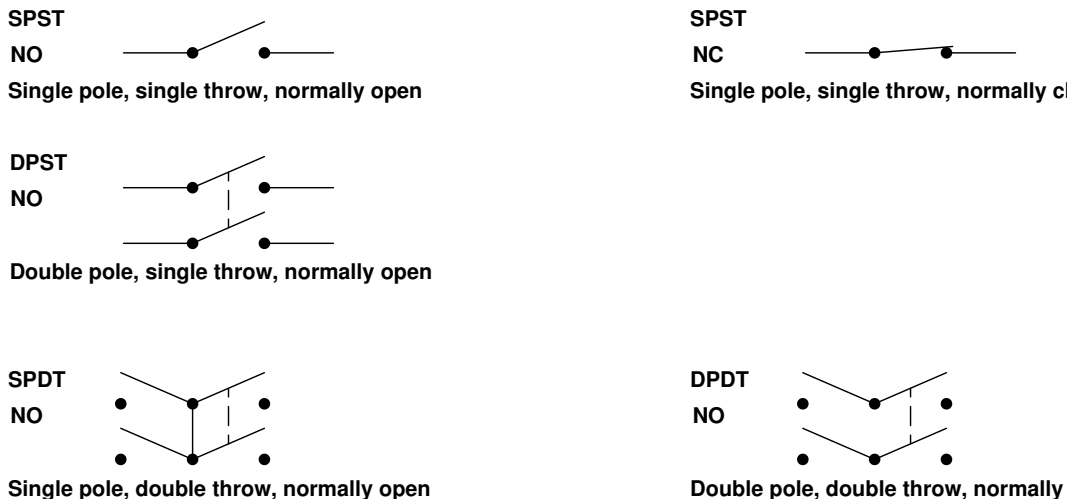 SPST
NO
Single pole, single throw, normally open
SPST
NC
Single pole, single throw, normally
DPST
NO
Double pole, single throw, normally open
SPDT
NO
Single pole, double throw, normally open
DPDT
NO
Double pole, double throw, normally